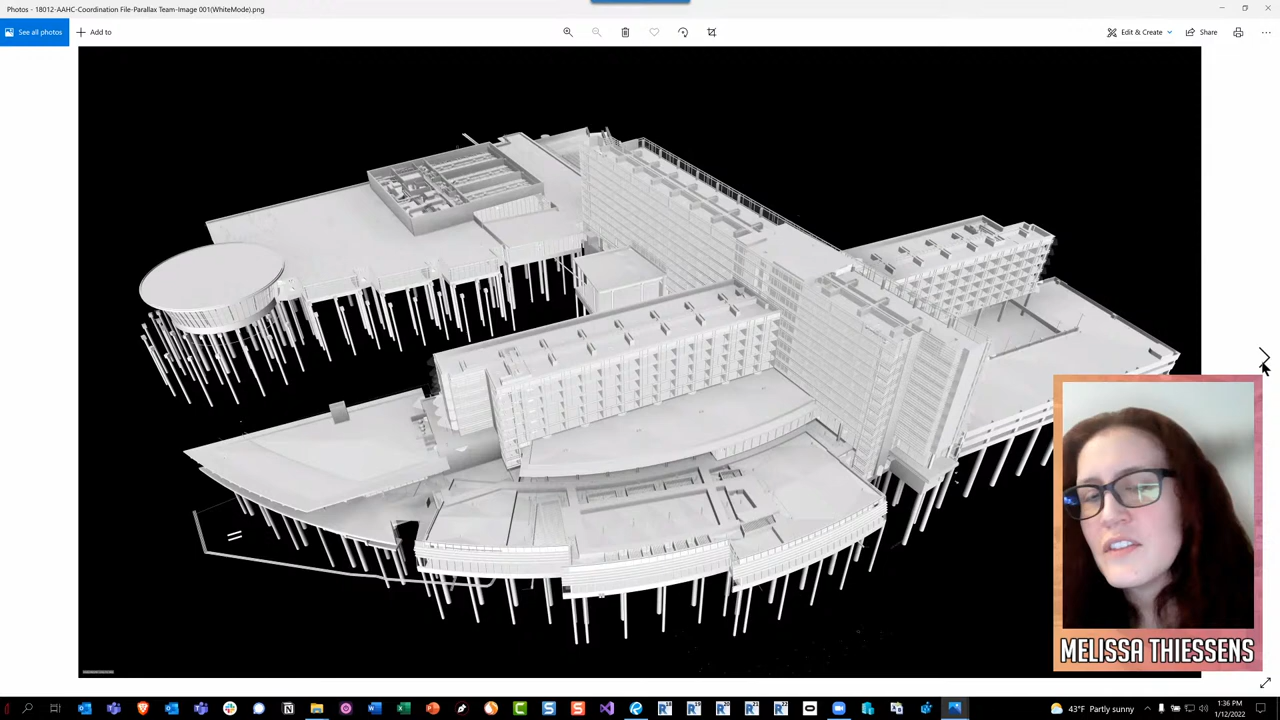 Photos - 18012-AAHC-Coordination File-Parallax Team-Image 001(WhiteMode).png
See all photos
Add to
Edit & Create
Share
MELISSA THIESSENS
43°F Partly sunny
1:36 PM
1/12/2022